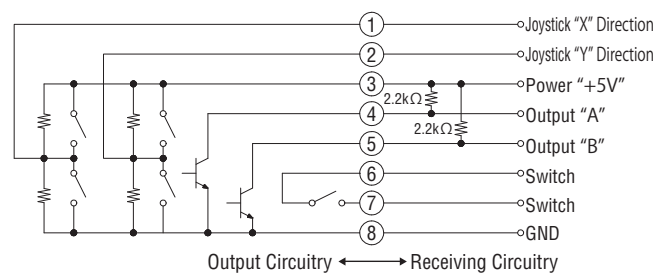 1 Joystick “X” Direction
2 Joystick “Y” Direction
3 Power “+5V”
2.2kΩ
4 Output “A”
2.2kΩ
5 Output “B”
6 Switch
7 Switch
8 GND
Output Circuitry Receiving Circuitry